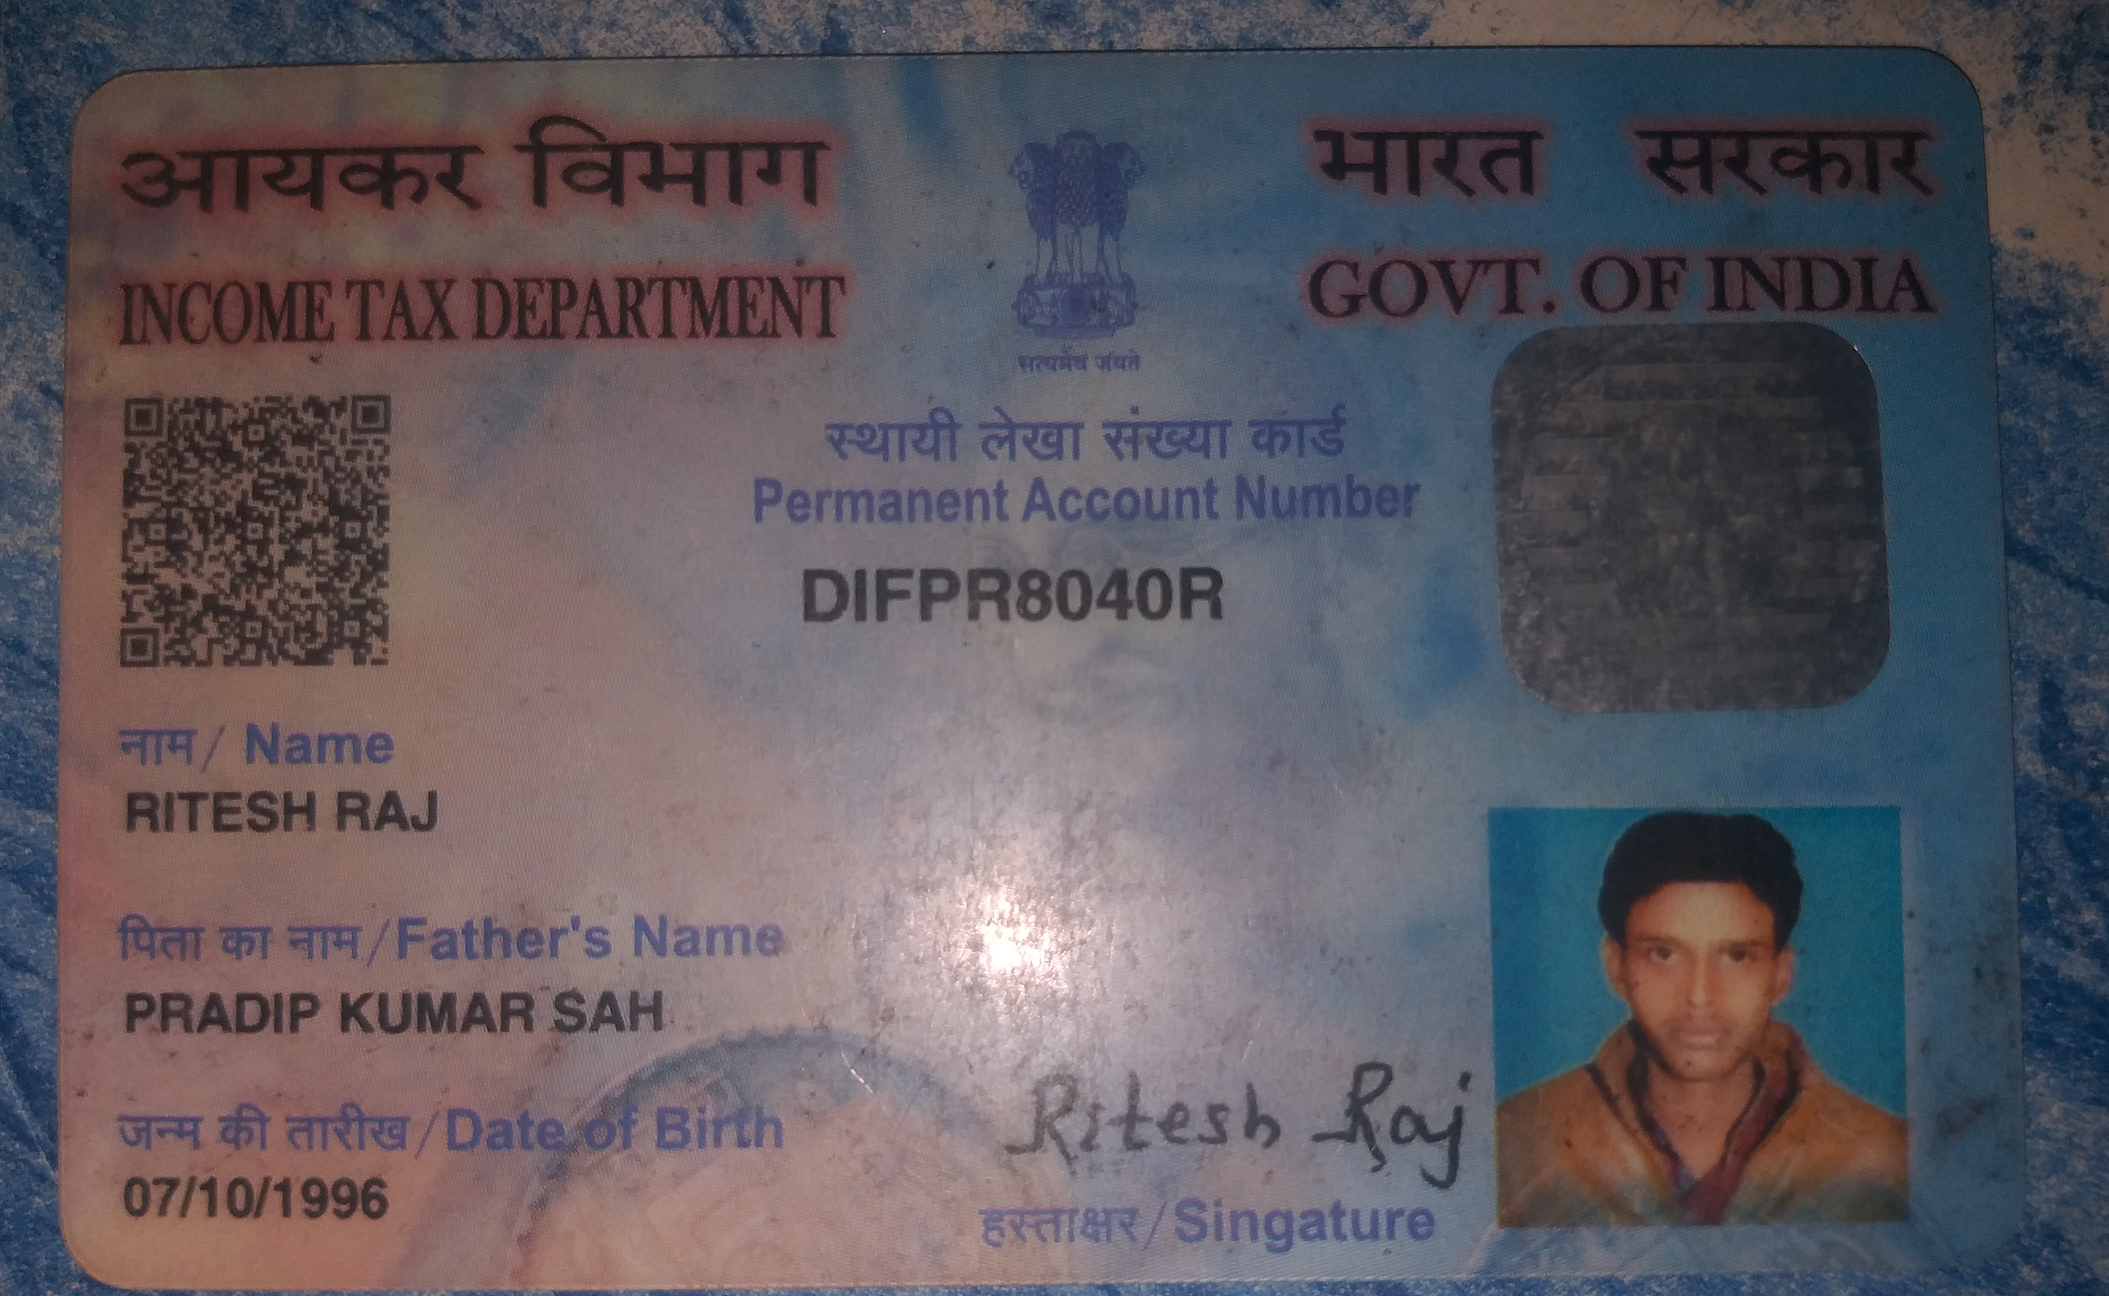 आयकर विभाग
INCOME TAX DEPARTMENT
सत्यमेव जयते
भारत सरकार
GOVT. OF INDIA
स्थायी लेखा संख्या कार्ड
Permanent Account Number
DIFPR8040R
नाम/ Name
RITESH RAJ
पिता का नाम/Father's Name
PRADIP KUMAR SAH
जन्म की तारीख/Date of Birth
07/10/1996
Ritesh Raj
हस्ताक्षर/Singature